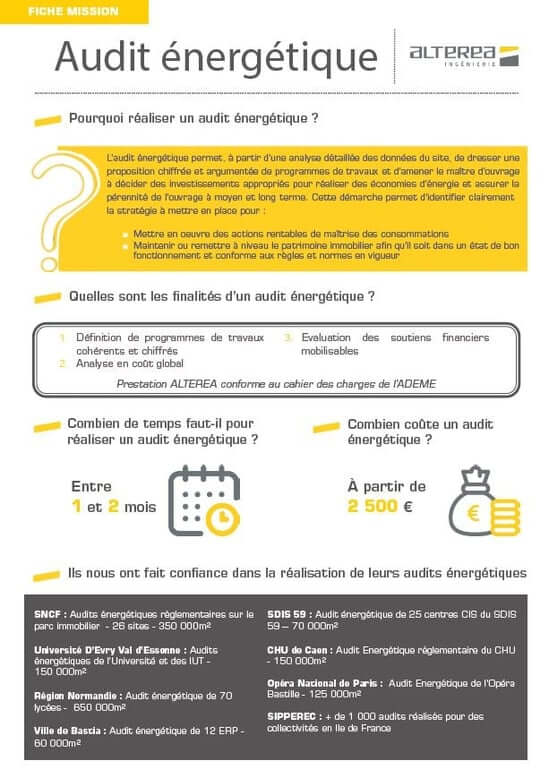 FICHE MISSION
Audit énergétique
ALTEREA
INGÉNIERIE
Pourquoi réaliser un audit énergétique ?
L'audit énergétique permet, à partir d'une analyse détaillée des données du site, de dresser une
proposition chiffrée et argumentée de programmes de travaux et d'amener le maître d'ouvrage
à décider des investissements appropriés pour réaliser des économies d'énergie et assurer la
pérennité de l'ouvrage à moyen et long terme. Cette démarche permet d'identifier clairement
la stratégie à mettre en place pour :
Mettre en oeuvre des actions rentables de maîtrise des consommations
Maintenir ou remettre à niveau le patrimoine immobilier afin qu'il soit dans un état de bon
fonctionnement et conforme aux règles et normes en vigueur
Quelles sont les finalités d'un audit énergétique ?
1. Définition de programmes de travaux
cohérents et chiffrés
2. Analyse en coût global
3. Evaluation des soutiens financiers
mobilisables
Prestation ALTEREA conforme au cahier des charges de l'ADEME
Combien de temps faut-il pour
réaliser un audit énergétique ?
Entre
1 et 2 mois
Combien coûte un audit
énergétique ?
À partir de
2 500 €
€
Ils nous ont fait confiance dans la réalisation de leurs audits énergétiques
SNCF : Audits énergétiques réglementaires sur le
parc immobilier - 26 sites - 350 000m²
Université D'Evry Val d'Essonne : Audits
énergétiques de l'Université et des IUT -
150 000m²
Région Normandie : Audit énergétique de 70
lycées - 650 000m²
Ville de Bastia : Audit énergétique de 12 ERP -
60 000m²
SDIS 59 : Audit énergétique de 25 centres CIS du SDIS
59 – 70 000m²
CHU de Caen : Audit Energétique réglementaire du CHU
- 150 000m²
Opéra National de Paris : Audit Energétique de l'Opéra
Bastille - 125 000m²
SIPPEREC : + de 1 000 audits réalisés pour des
collectivités en Ile de France